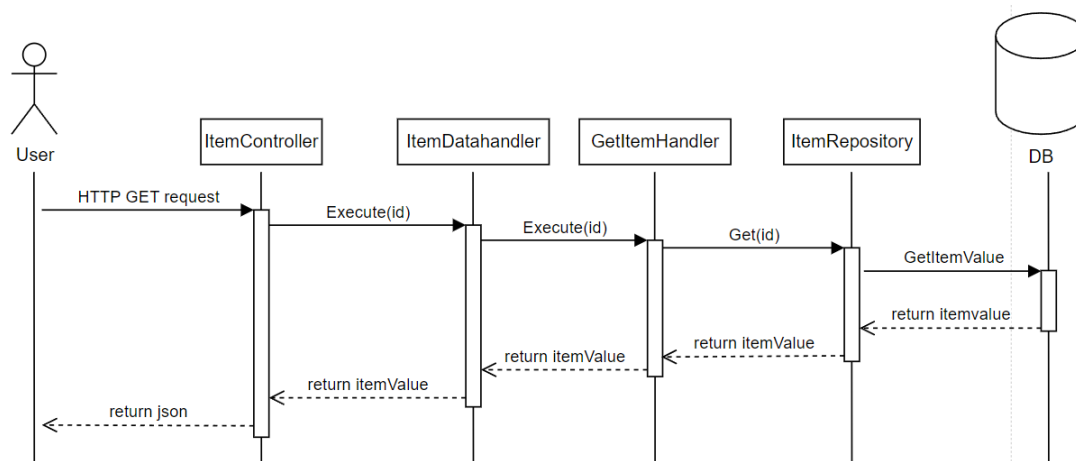 User
ItemController
ItemDatahandler
GetItemHandler
ItemRepository
DB
HTTP GET request
Execute(id)
Execute(id)
Get(id)
GetItemValue
return itemvalue
return itemValue
return itemValue
return itemValue
return json